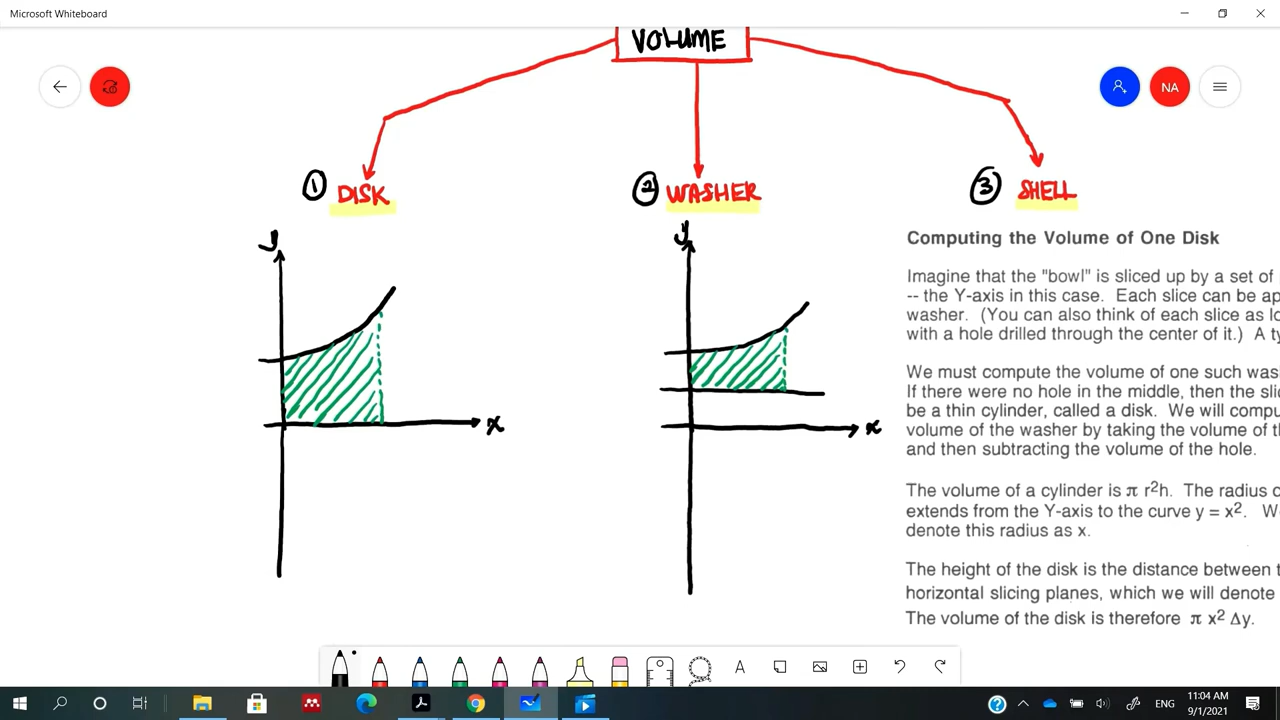 Microsoft Whiteboard
VOLUME
NA
① DISK
② WASHER
③ SHELL
y
x
y
x
Computing the Volume of One Disk
Imagine that the "bowl" is sliced up by a set of
-- the Y-axis in this case. Each slice can be ap
washer. (You can also think of each slice as lo
with a hole drilled through the center of it.) A ty
We must compute the volume of one such was
If there were no hole in the middle, then the slic
be a thin cylinder, called a disk. We will compu
volume of the washer by taking the volume of th
and then subtracting the volume of the hole.
The volume of a cylinder is π r²h. The radius o
extends from the Y-axis to the curve y = x². We
denote this radius as x.
The height of the disk is the distance between t
horizontal slicing planes, which we will denote
The volume of the disk is therefore π x² Δy.
A
ENG
11:04 AM
9/1/2021